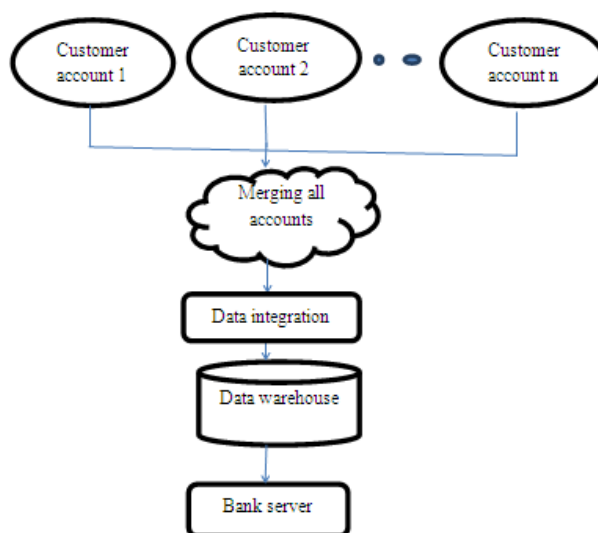 Customer
account 1
Customer
account 2
Customer
account n
Merging all
accounts
Data integration
Data warehouse
Bank server